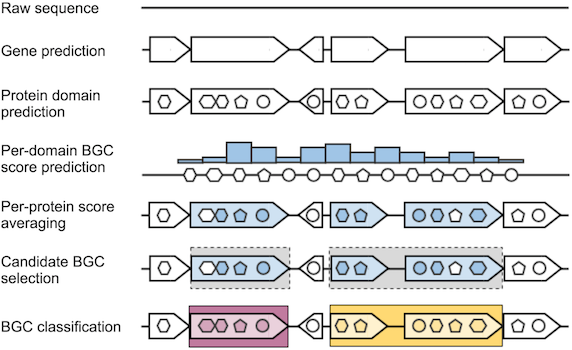 Raw sequence
Gene prediction
Protein domain
prediction
Per-domain BGC
score prediction
Per-protein score
averaging
Candidate BGC
selection
BGC classification